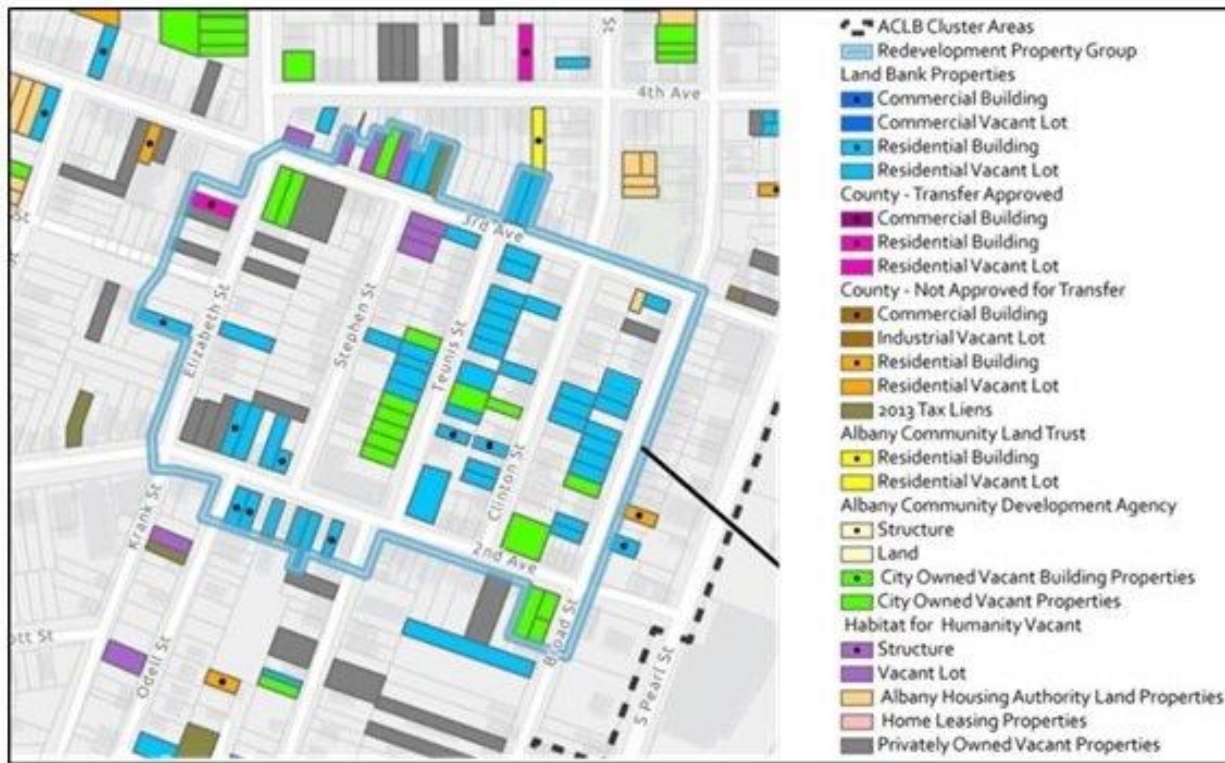 St
4th Ave
3rd Ave
St
Elizabeth St
Stephen St
Teunis St
Clinton St
Krank St
2nd Ave
Broad St
ott St
Odell St
S Pearl St
ACLB Cluster Areas
Redevelopment Property Group
Land Bank Properties
Commercial Building
Commercial Vacant Lot
Residential Building
Residential Vacant Lot
County - Transfer Approved
Commercial Building
Residential Building
Residential Vacant Lot
County - Not Approved for Transfer
Commercial Building
Industrial Vacant Lot
Residential Building
Residential Vacant Lot
2013 Tax Liens
Albany Community Land Trust
Residential Building
Residential Vacant Lot
Albany Community Development Agency
Structure
Land
City Owned Vacant Building Properties
City Owned Vacant Properties
Habitat for Humanity Vacant
Structure
Vacant Lot
Albany Housing Authority Land Properties
Home Leasing Properties
Privately Owned Vacant Properties